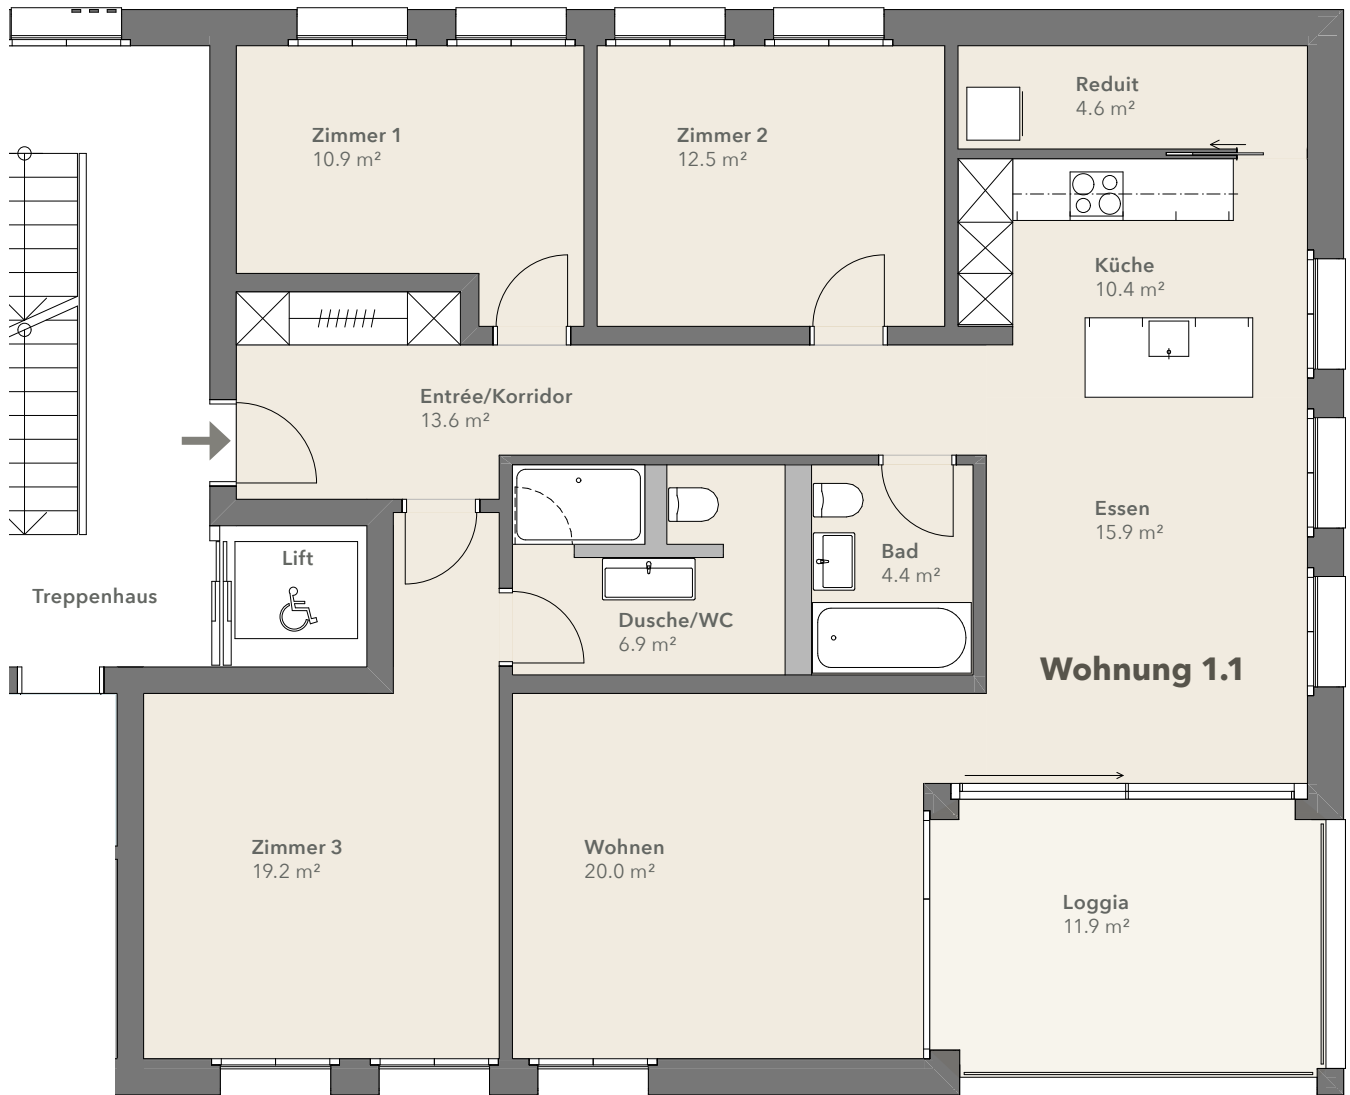 Reduit
4.6 m²
Zimmer 1
10.9 m²
Zimmer 2
12.5 m²
Küche
10.4 m²
Entrée/Korridor
13.6 m²
Essen
15.9 m²
Lift
Bad
4.4 m²
Treppenhaus
Dusche/WC
6.9 m²
Wohnung 1.1
Zimmer 3
19.2 m²
Wohnen
20.0 m²
Loggia
11.9 m²